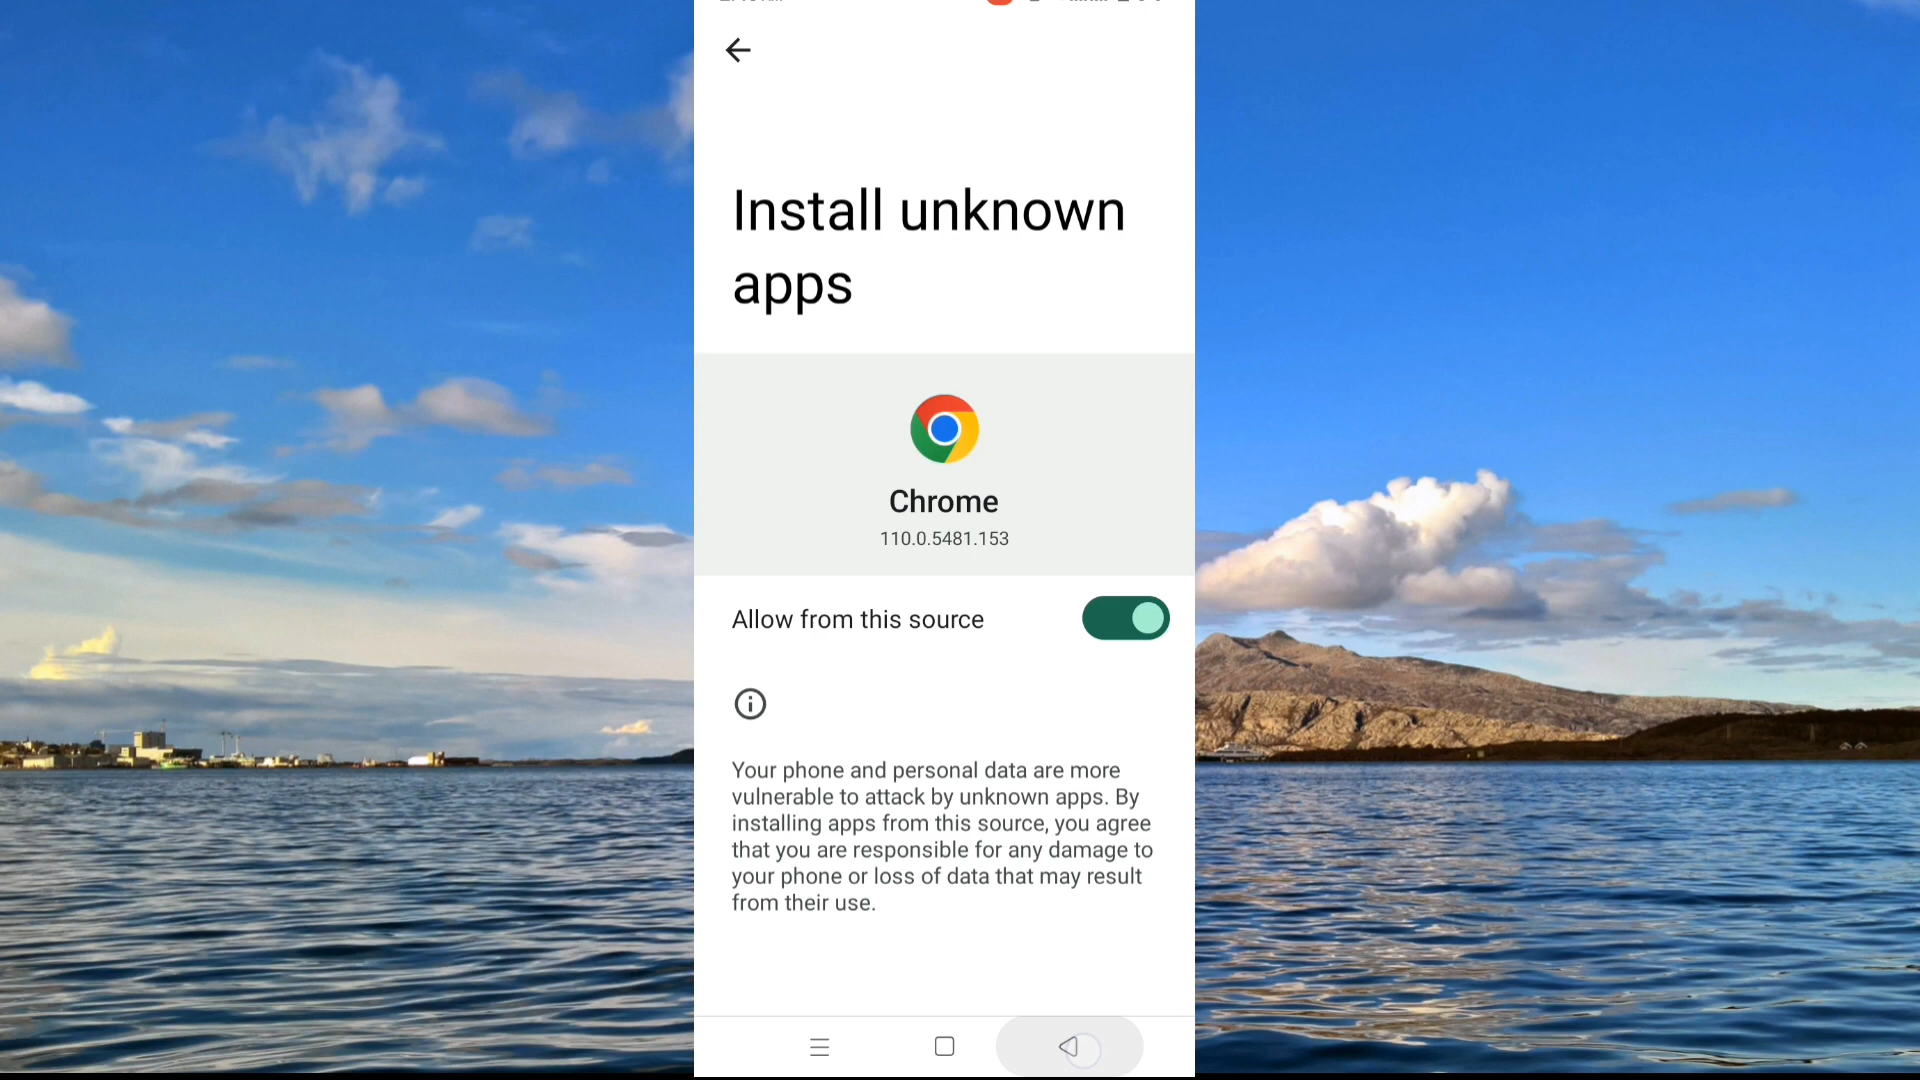 Install unknown
apps
Chrome
110.0.5481.153
Allow from this source
Your phone and personal data are more
vulnerable to attack by unknown apps. By
installing apps from this source, you agree
that you are responsible for any damage to
your phone or loss of data that may result
from their use.